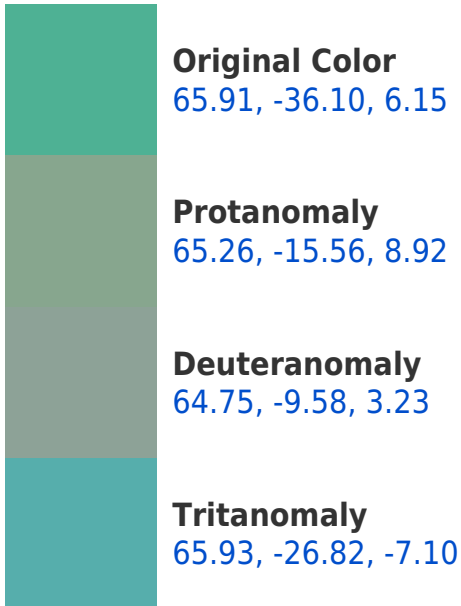 Original Color
65.91, -36.10, 6.15
Protanomaly
65.26, -15.56, 8.92
Deuteranomaly
64.75, -9.58, 3.23
Tritanomaly
65.93, -26.82, -7.10